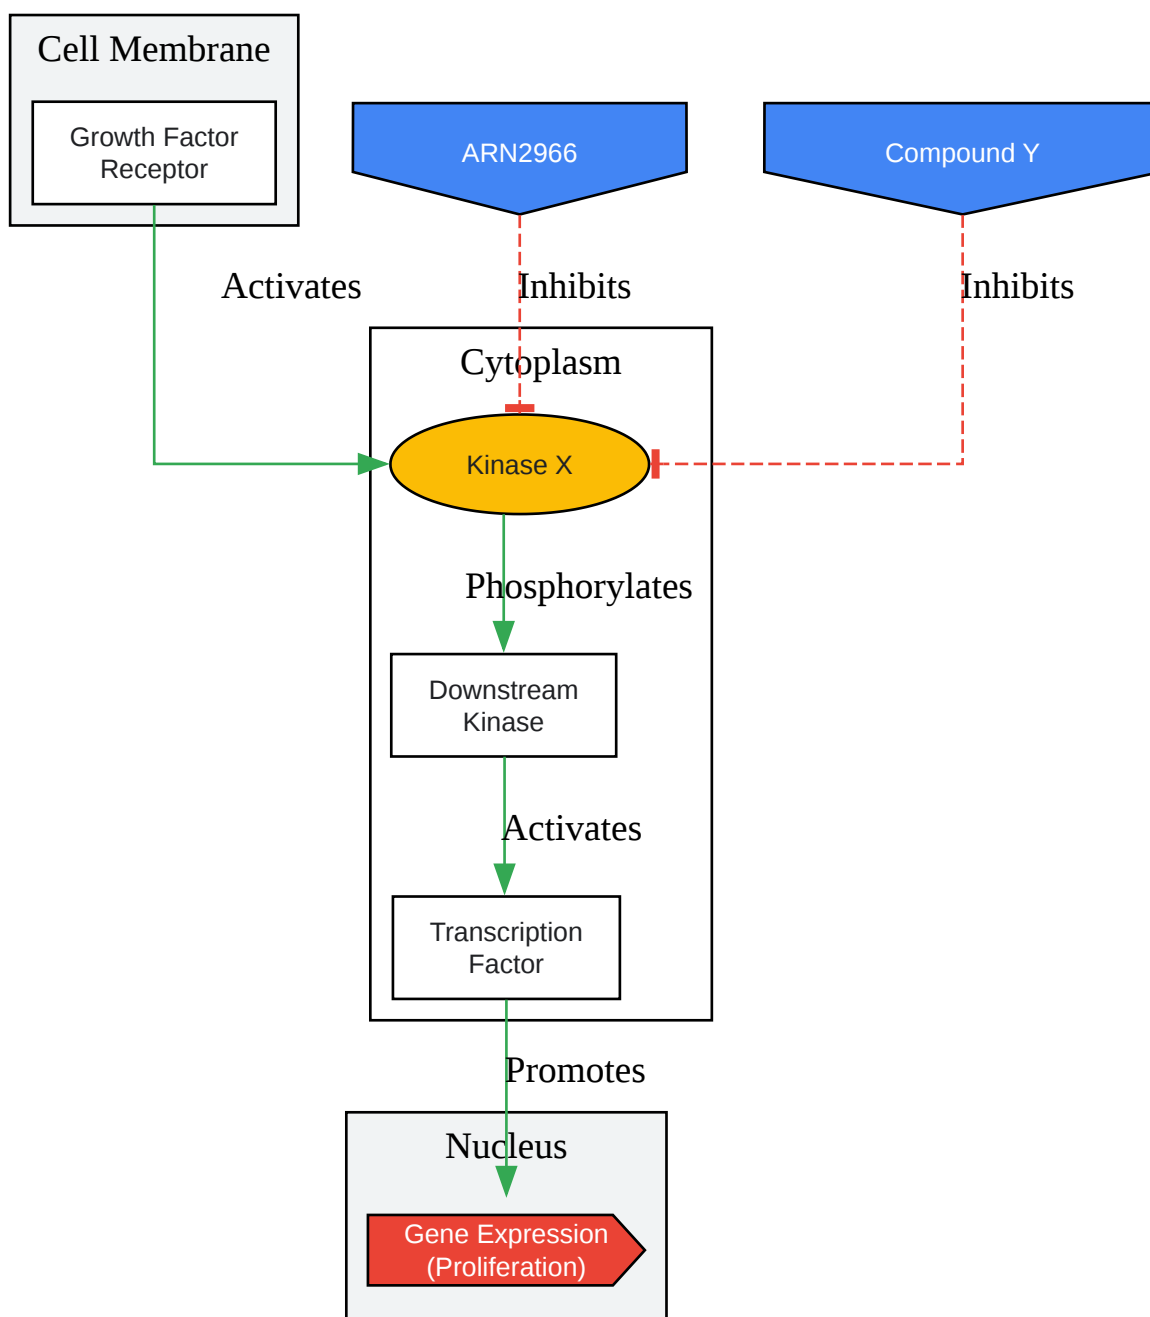 Cell Membrane
Growth Factor
Receptor
ARN2966
Compound Y
Activates
Inhibits
Inhibits
Cytoplasm
Kinase X
Phosphorylates
Downstream
Kinase
Activates
Transcription
Factor
Promotes
Nucleus
Gene Expression
(Proliferation)